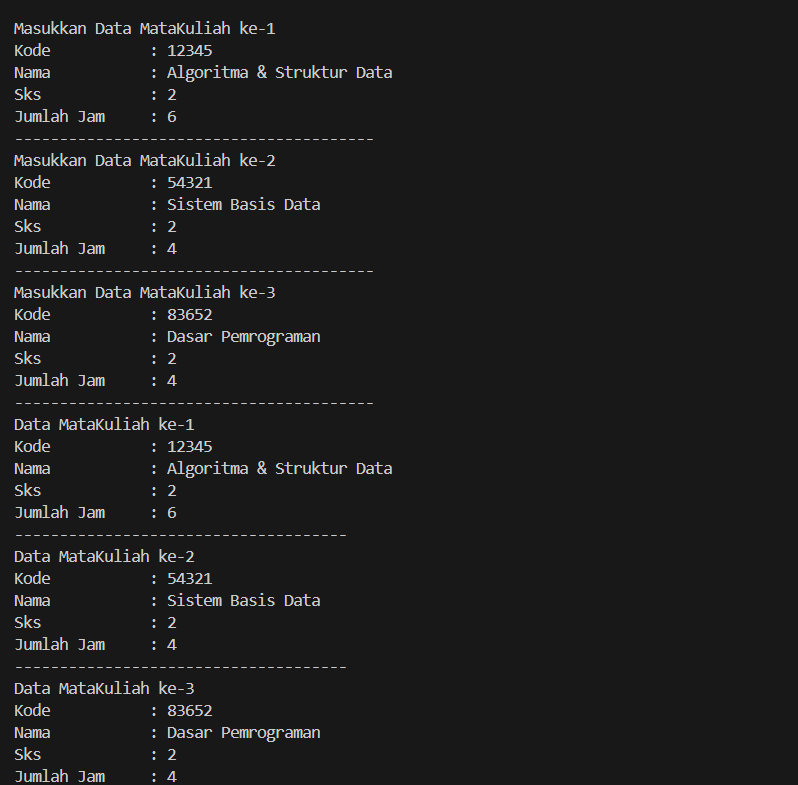 Masukkan Data MataKuliah ke-1
Kode           : 12345
Nama           : Algoritma & Struktur Data
Sks            : 2
Jumlah Jam     : 6
----------------------------------------
Masukkan Data MataKuliah ke-2
Kode           : 54321
Nama           : Sistem Basis Data
Sks            : 2
Jumlah Jam     : 4
----------------------------------------
Masukkan Data MataKuliah ke-3
Kode           : 83652
Nama           : Dasar Pemrograman
Sks            : 2
Jumlah Jam     : 4
----------------------------------------
Data MataKuliah ke-1
Kode           : 12345
Nama           : Algoritma & Struktur Data
Sks            : 2
Jumlah Jam     : 6
-------------------------------------
Data MataKuliah ke-2
Kode           : 54321
Nama           : Sistem Basis Data
Sks            : 2
Jumlah Jam     : 4
-------------------------------------
Data MataKuliah ke-3
Kode           : 83652
Nama           : Dasar Pemrograman
Sks            : 2
Jumlah Jam     : 4